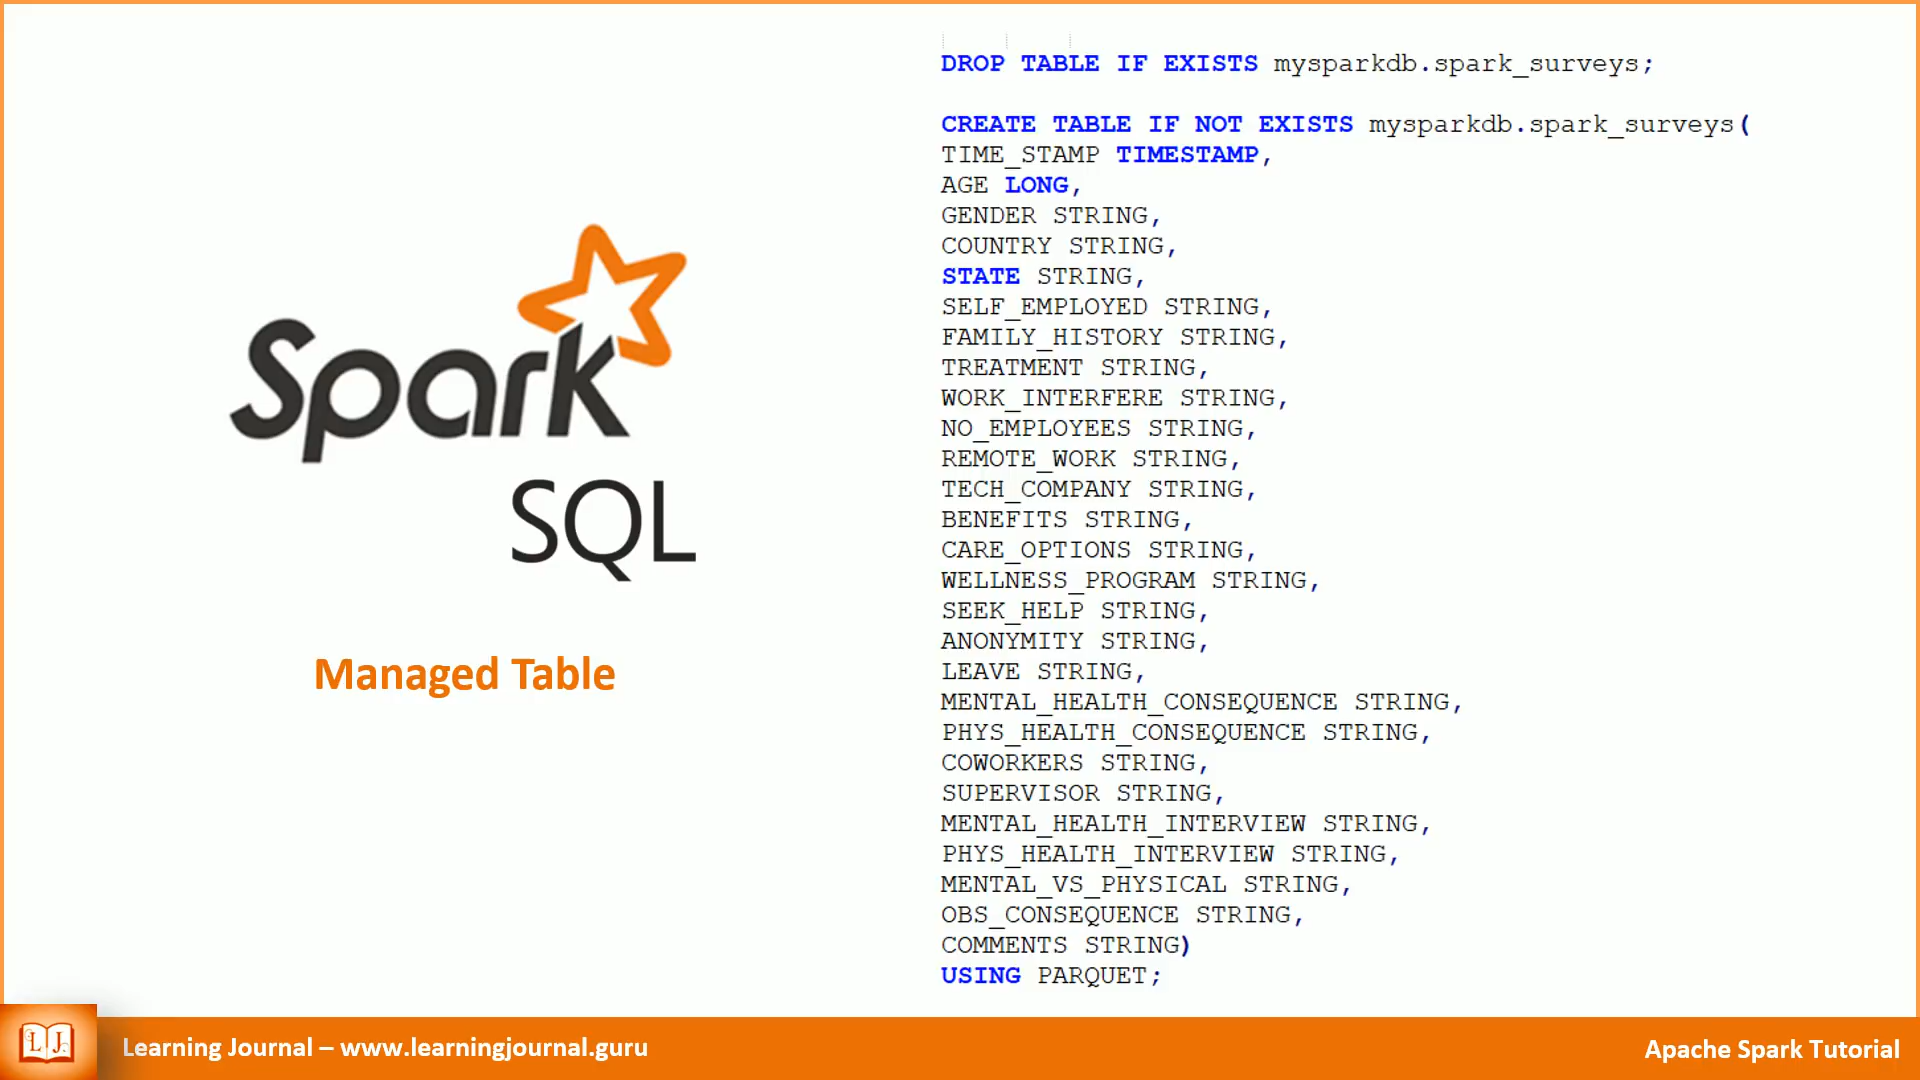 Spark
SQL
Managed Table
DROP TABLE IF EXISTS mysparkdb.spark_surveys;
CREATE TABLE IF NOT EXISTS mysparkdb.spark_surveys(
TIME_STAMP TIMESTAMP,
AGE LONG,
GENDER STRING,
COUNTRY STRING,
STATE STRING,
SELF_EMPLOYED STRING,
FAMILY_HISTORY STRING,
TREATMENT STRING,
WORK_INTERFERE STRING,
NO_EMPLOYEES STRING,
REMOTE_WORK STRING,
TECH_COMPANY STRING,
BENEFITS STRING,
CARE_OPTIONS STRING,
WELLNESS_PROGRAM STRING,
SEEK_HELP STRING,
ANONYMITY STRING,
LEAVE STRING,
MENTAL_HEALTH_CONSEQUENCE STRING,
PHYS_HEALTH_CONSEQUENCE STRING,
COWORKERS STRING,
SUPERVISOR STRING,
MENTAL_HEALTH_INTERVIEW STRING,
PHYS_HEALTH_INTERVIEW STRING,
MENTAL_VS_PHYSICAL STRING,
OBS_CONSEQUENCE STRING,
COMMENTS STRING)
USING PARQUET;
LJ
Learning Journal – www.learningjournal.guru
Apache Spark Tutorial